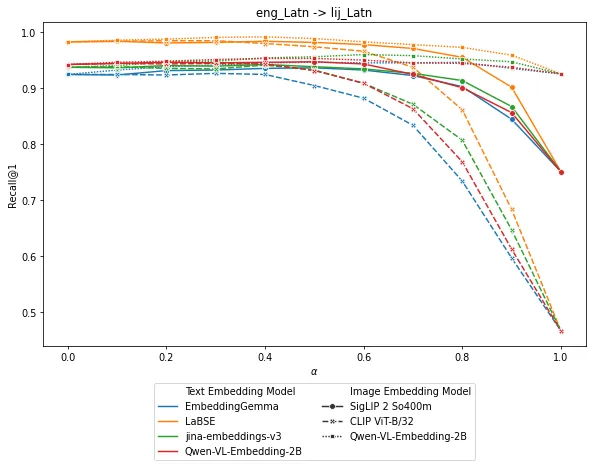 eng_Latn -> lij_Latn
1.0
0.9
0.8
0.7
0.6
0.5
Recall@1
0.0 0.2 0.4 0.6 0.8 1.0
α
Text Embedding Model Image Embedding Model
EmbeddingGemma SigLIP 2 So400m
LaBSE CLIP ViT-B/32
jina-embeddings-v3 Qwen-VL-Embedding-2B
Qwen-VL-Embedding-2B